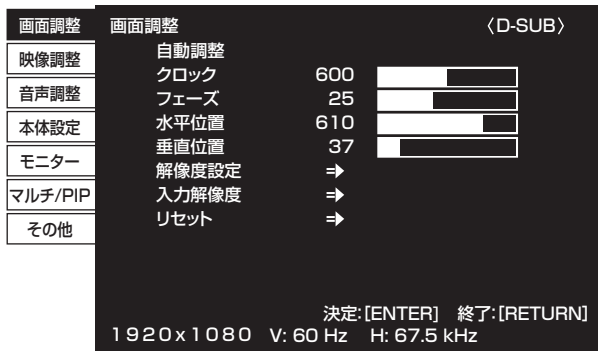 画面調整
映像調整
音声調整
本体設定
モニター
マルチ/PIP
その他
画面調整 〈D-SUB〉
自動調整
クロック 600
フェーズ 25
水平位置 610
垂直位置 37
解像度設定
入力解像度
リセット
決定:[ENTER] 終了:[RETURN]
1920x1080 V: 60 Hz H: 67.5 kHz